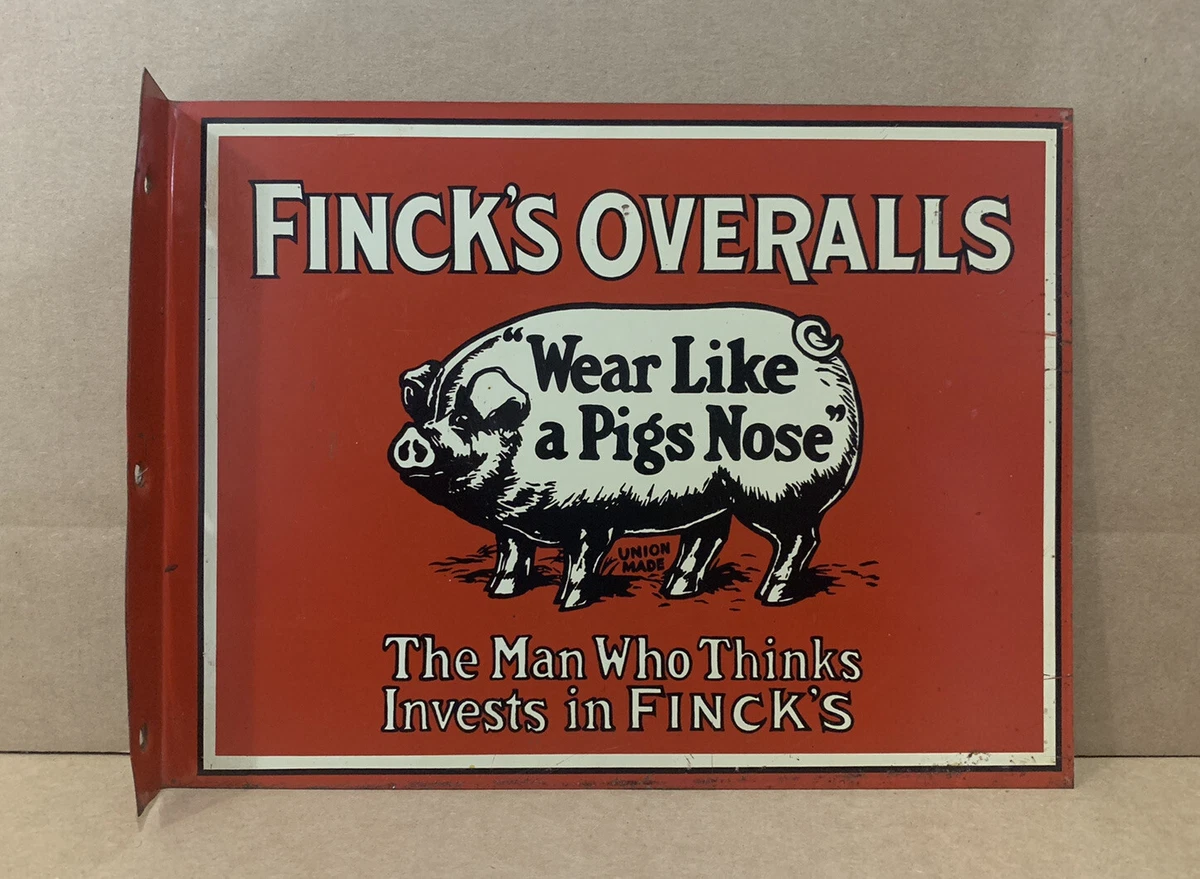 FINCK'S OVERALLS
"Wear Like
a Pigs Nose"
UNION
MADE
The Man Who Thinks
Invests in FINCK'S